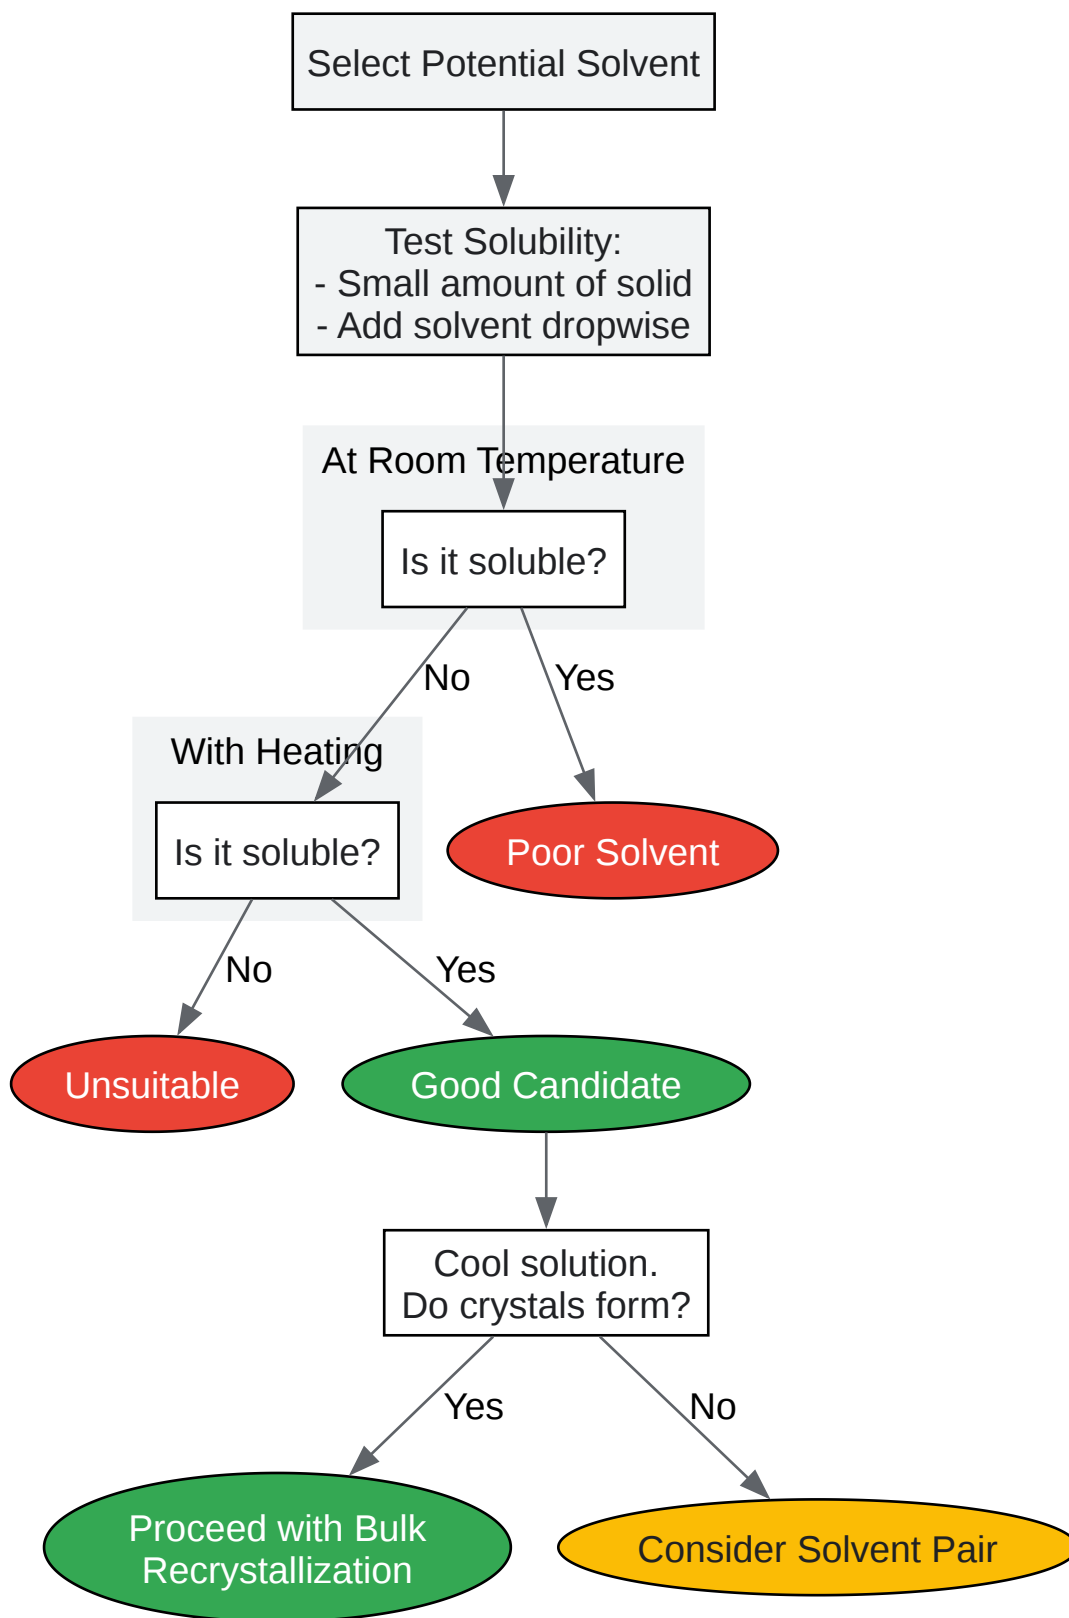 Select Potential Solvent
Test Solubility:
- Small amount of solid
- Add solvent dropwise
At Room Temperature
Is it soluble?
No
Yes
With Heating
Is it soluble?
Poor Solvent
No
Yes
Unsuitable
Good Candidate
Cool solution.
Do crystals form?
Yes
No
Proceed with Bulk
Recrystallization
Consider Solvent Pair